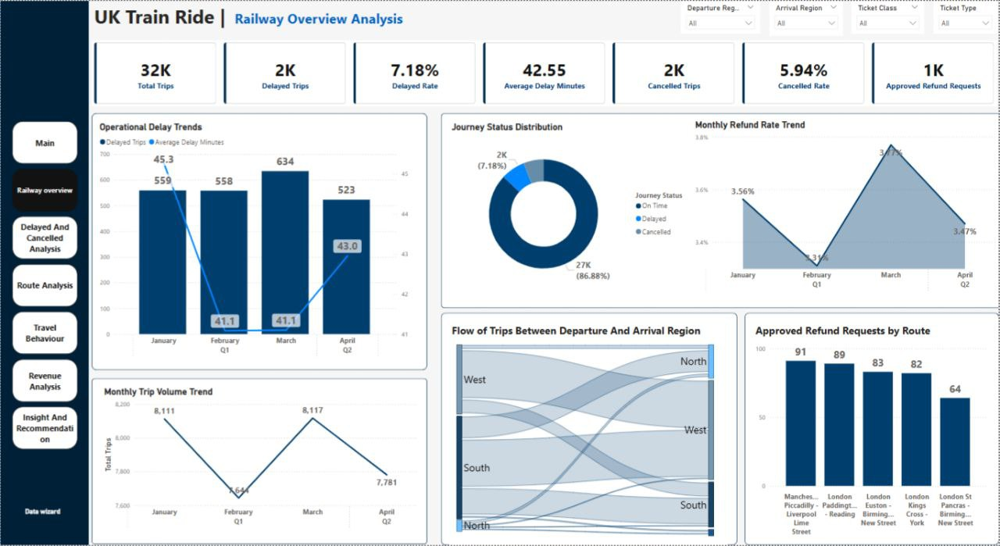 UK Train Ride | Railway Overview Analysis
Departure Reg...
All
Arrival Region
All
Ticket Class
All
Ticket Type
All
32K
Total Trips
2K
Delayed Trips
7.18%
Delayed Rate
42.55
Average Delay Minutes
2K
Cancelled Trips
5.94%
Cancelled Rate
1K
Approved Refund Requests
Main
Railway overview
Delayed And
Cancelled
Analysis
Route Analysis
Travel
Behaviour
Revenue
Analysis
Insight And
Recommendati
on
Data wizard
Operational Delay Trends
Delayed Trips Average Delay Minutes
700
600
500
400
300
200
100
0
45.3
559
558
634
523
41.1
41.1
43.0
45
44
43
42
41
January
February
March
April
Q1
Q2
Monthly Trip Volume Trend
Total Trips
8,200
8,000
7,800
7,600
8,111
7,644
8,117
7,781
January
February
March
April
Q1
Q2
Journey Status Distribution
2K
(7.18%)
27K
(86.88%)
Journey Status
On Time
Delayed
Cancelled
Monthly Refund Rate Trend
3.8%
3.6%
3.4%
3.56%
3.31%
3.77%
3.47%
January
February
March
April
Q1
Q2
Flow of Trips Between Departure And Arrival Region
West
South
North
North
West
South
Approved Refund Requests by Route
100
50
0
91
89
83
82
64
Manches...
Piccadilly -
Liverpool
Lime
Street
London
Paddingt...
- Reading
London
Euston -
Birming...
New Street
London
Kings
Cross -
York
London St
Pancras -
Birming...
New Street